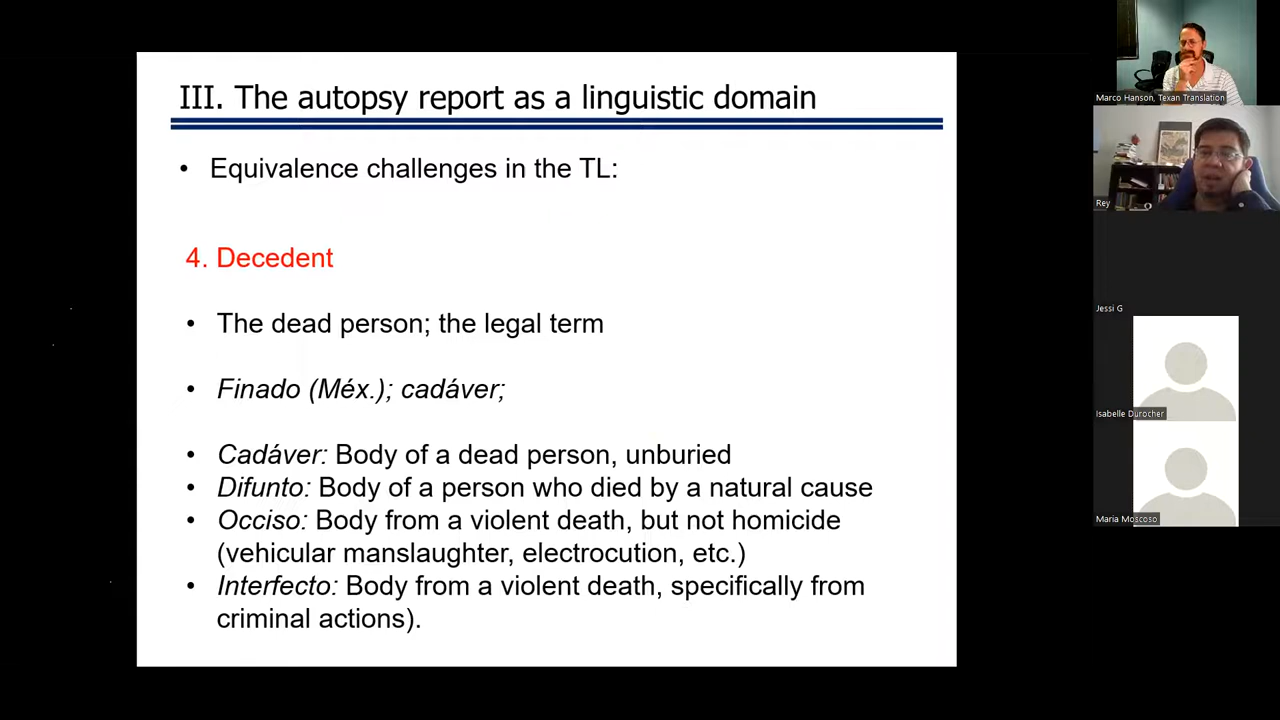 III. The autopsy report as a linguistic domain
• Equivalence challenges in the TL:
4. Decedent
• The dead person; the legal term
• Finado (Méx.); cadáver;
• Cadáver: Body of a dead person, unburied
• Difunto: Body of a person who died by a natural cause
• Occiso: Body from a violent death, but not homicide
(vehicular manslaughter, electrocution, etc.)
• Interfecto: Body from a violent death, specifically from
criminal actions).
Marco Hanson, Texan Translation
Rey
Jessi G
Isabelle Durocher
Maria Moscoso